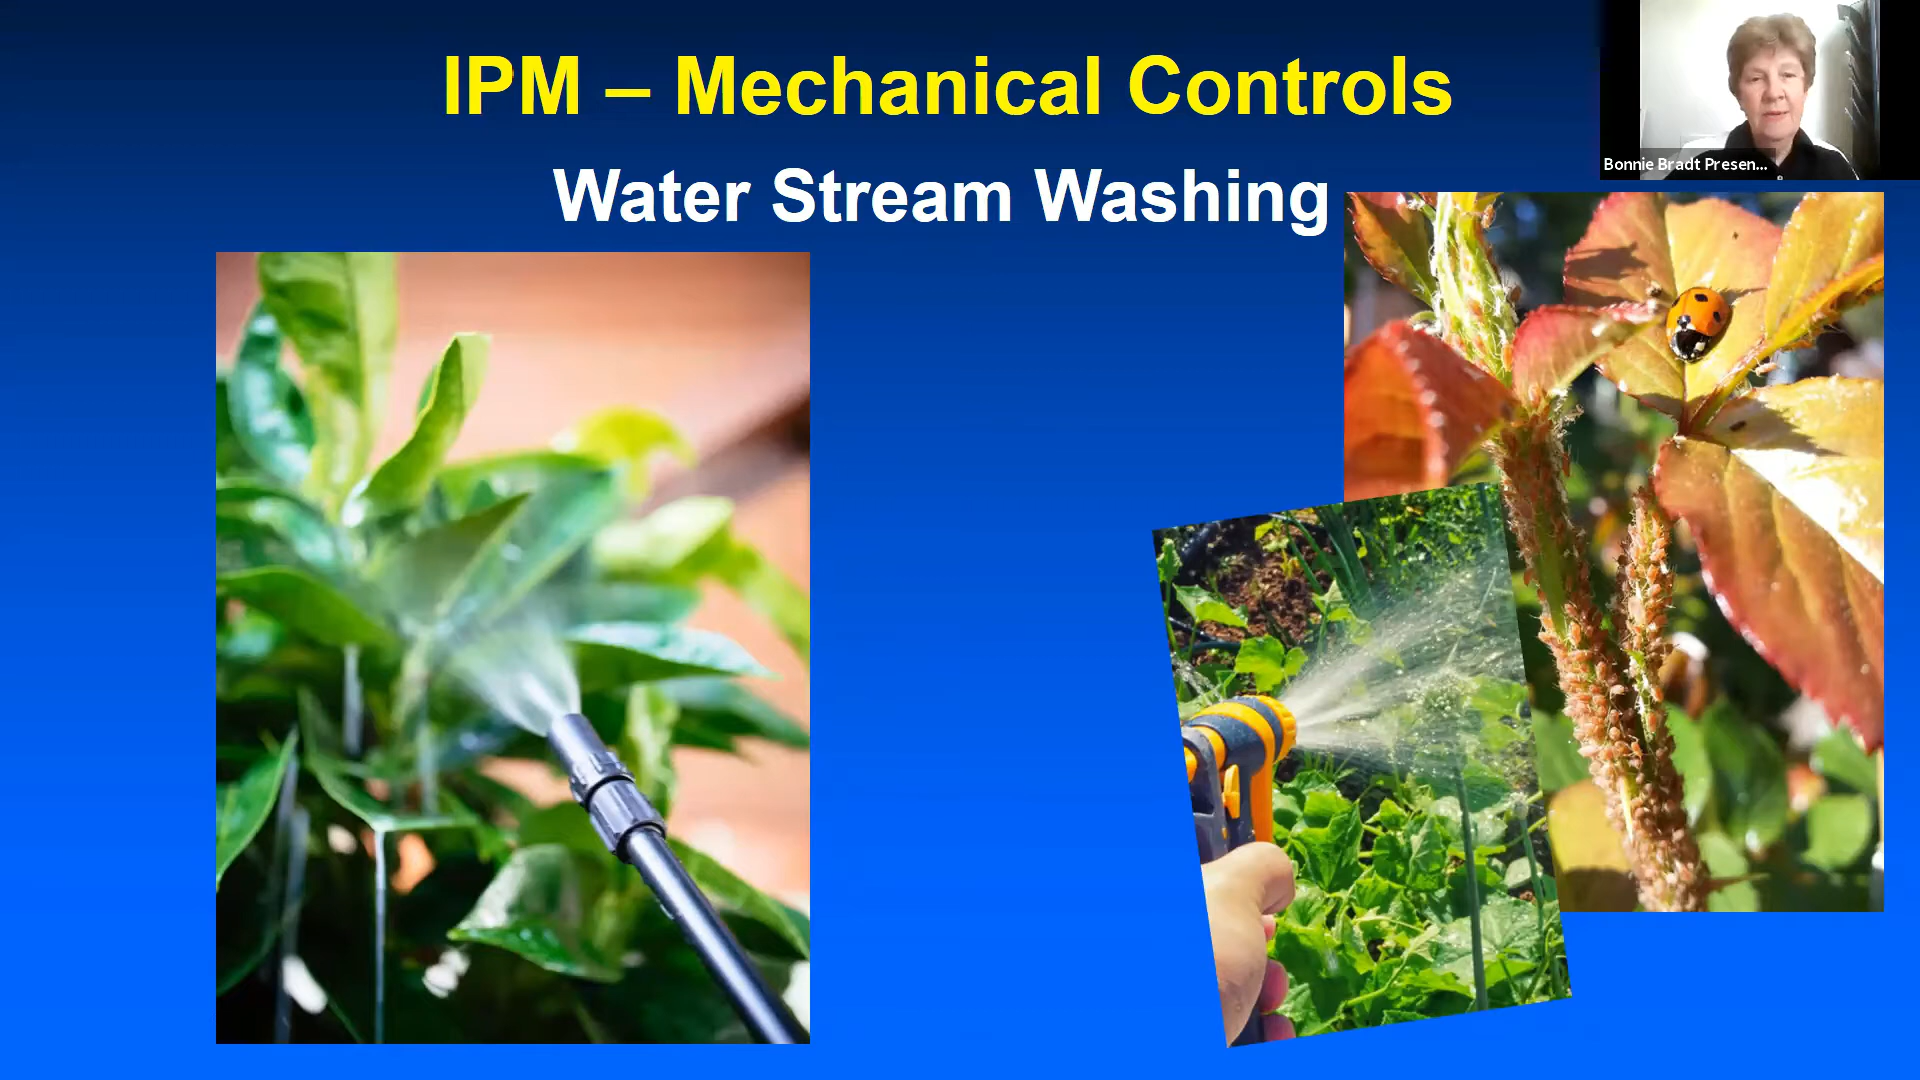 IPM – Mechanical Controls
Water Stream Washing
Bonnie Bradt Presen...